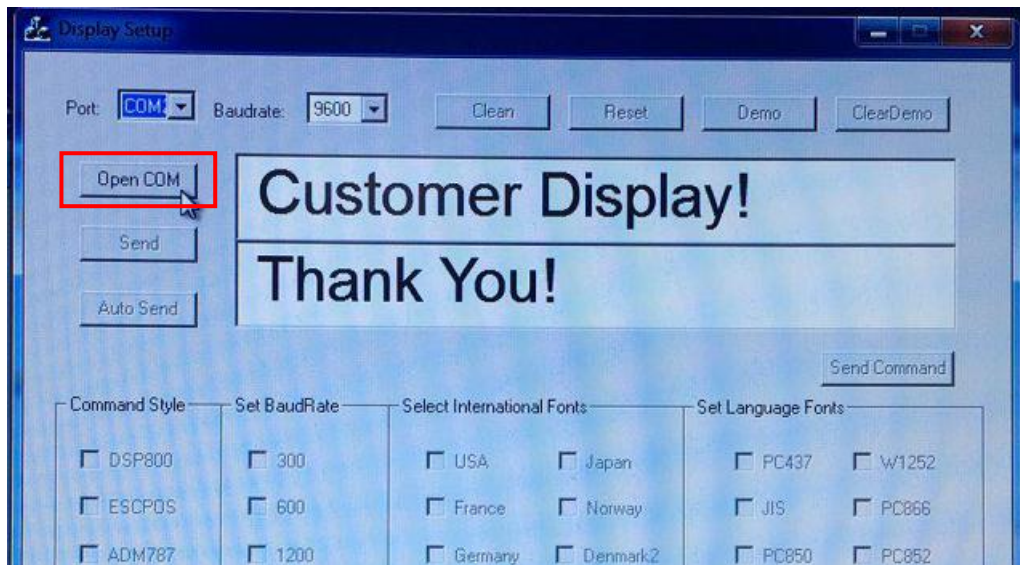 Display Setup
Port: COM Baudrate: 9600 Clean Reset Demo ClearDemo
Open COM
Customer Display!
Send
Thank You!
Auto Send
Send Command
Command Style Set BaudRate Select International Fonts Set Language Fonts
DSP800 300 USA Japan PC437 W1252
ESCPOS 600 France Norway JIS PC866
ADM787 1200 Germany Denmark2 PC850 PC852